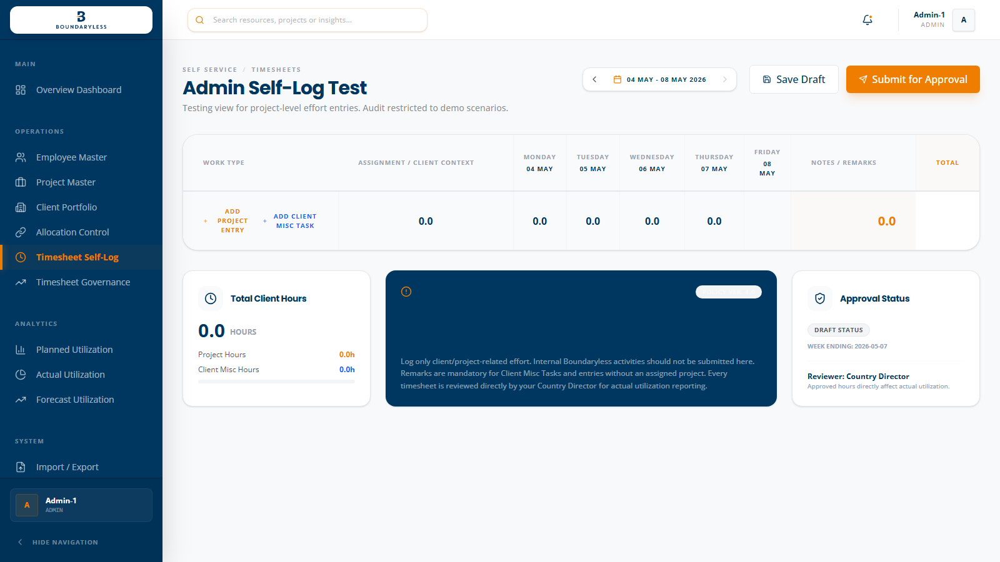 BOUNDARYLESS
MAIN
Overview Dashboard
OPERATIONS
Employee Master
Project Master
Client Portfolio
Allocation Control
Timesheet Self-Log
Timesheet Governance
ANALYTICS
Planned Utilization
Actual Utilization
Forecast Utilization
SYSTEM
Import / Export
A
Admin-1
ADMIN
HIDE NAVIGATION
Search resources, projects or insights...
Admin-1
ADMIN
A
SELF SERVICE / TIMESHEETS
Admin Self-Log Test
Testing view for project-level effort entries. Audit restricted to demo scenarios.
04 MAY - 08 MAY 2026
Save Draft
Submit for Approval
WORK TYPE
ASSIGNMENT / CLIENT CONTEXT
MONDAY
04 MAY
TUESDAY
05 MAY
WEDNESDAY
06 MAY
THURSDAY
07 MAY
FRIDAY
08
MAY
NOTES / REMARKS
TOTAL
+ ADD
PROJECT
ENTRY
+ ADD CLIENT
MISC TASK
0.0
0.0
0.0
0.0
0.0
0.0
Total Client Hours
0.0 HOURS
Project Hours 0.0h
Client Misc Hours 0.0h
Log only client/project-related effort. Internal Boundaryless activities should not be submitted here.
Remarks are mandatory for Client Misc Tasks and entries without an assigned project. Every
timesheet is reviewed directly by your Country Director for actual utilization reporting.
Approval Status
DRAFT STATUS
WEEK ENDING: 2026-05-07
Reviewer: Country Director
Approved hours directly affect actual utilization.